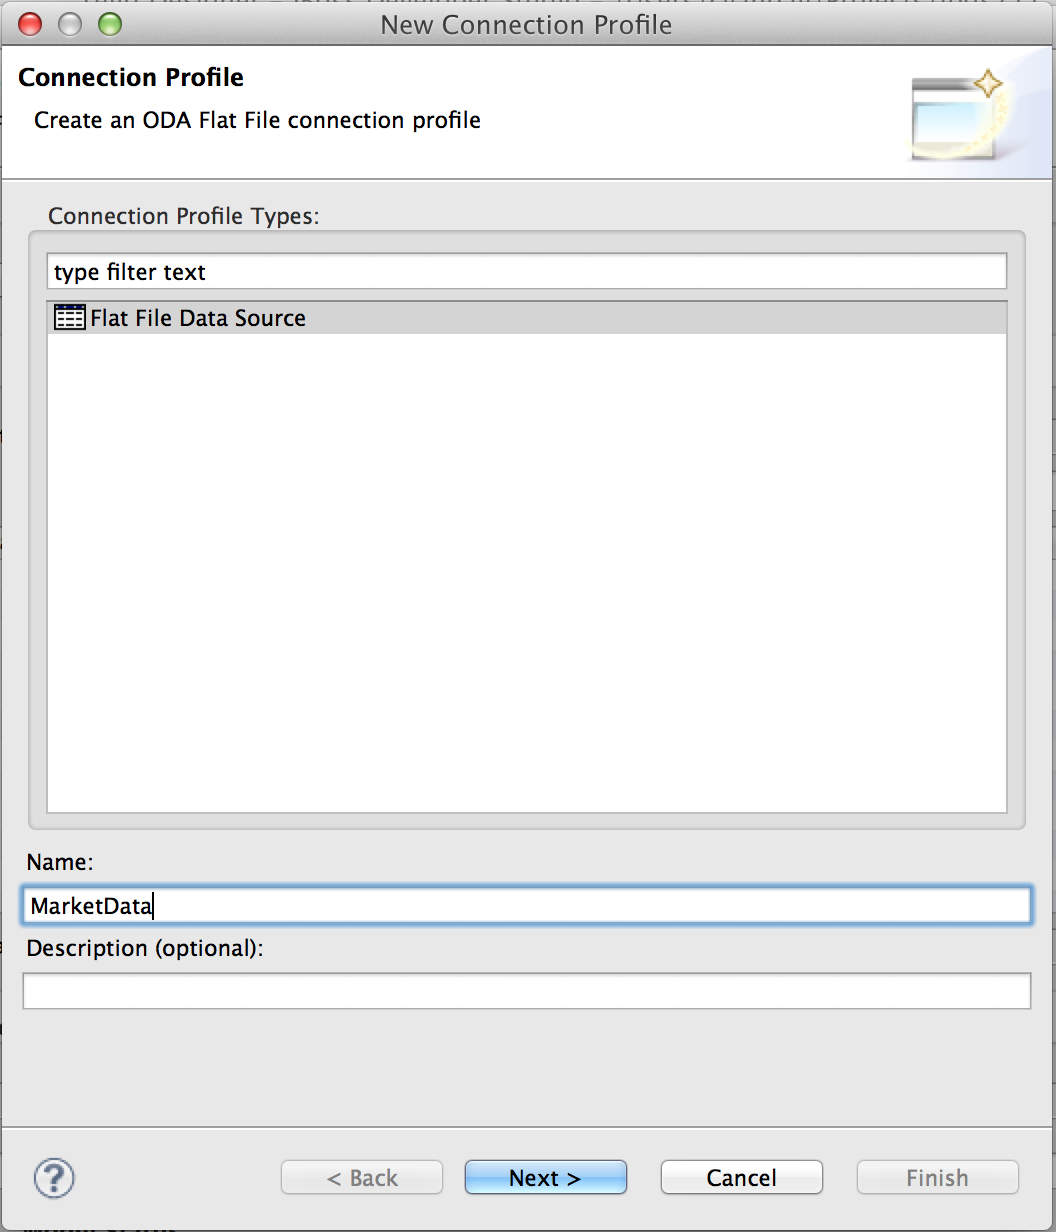 New Connection Profile
Connection Profile
Create an ODA Flat File connection profile
Connection Profile Types:
type filter text
Flat File Data Source
Name:
MarketData
Description (optional):
?
< Back
Next >
Cancel
Finish